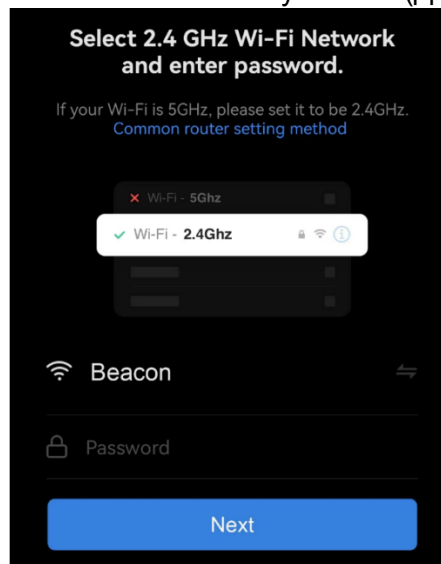 Select 2.4 GHz Wi-Fi Network
and enter password.
If your Wi-Fi is 5GHz, please set it to be 2.4GHz.
Common router setting method
Wi-Fi - 5Ghz
Wi-Fi - 2.4Ghz
Beacon
Password
Next